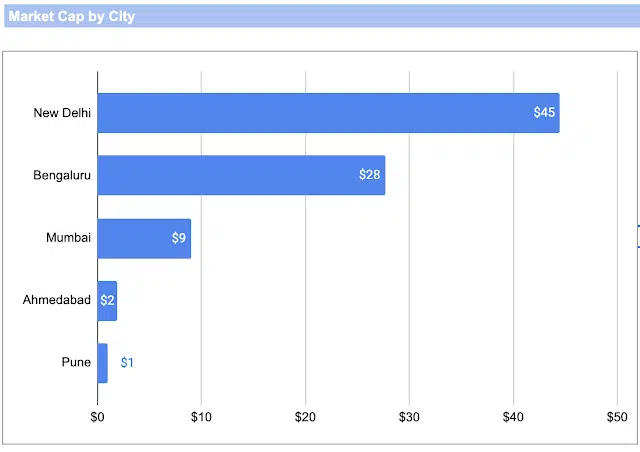 Market Cap by City
New Delhi $45
Bengaluru $28
Mumbai $9
Ahmedabad $2
Pune $1
$0 $10 $20 $30 $40 $50